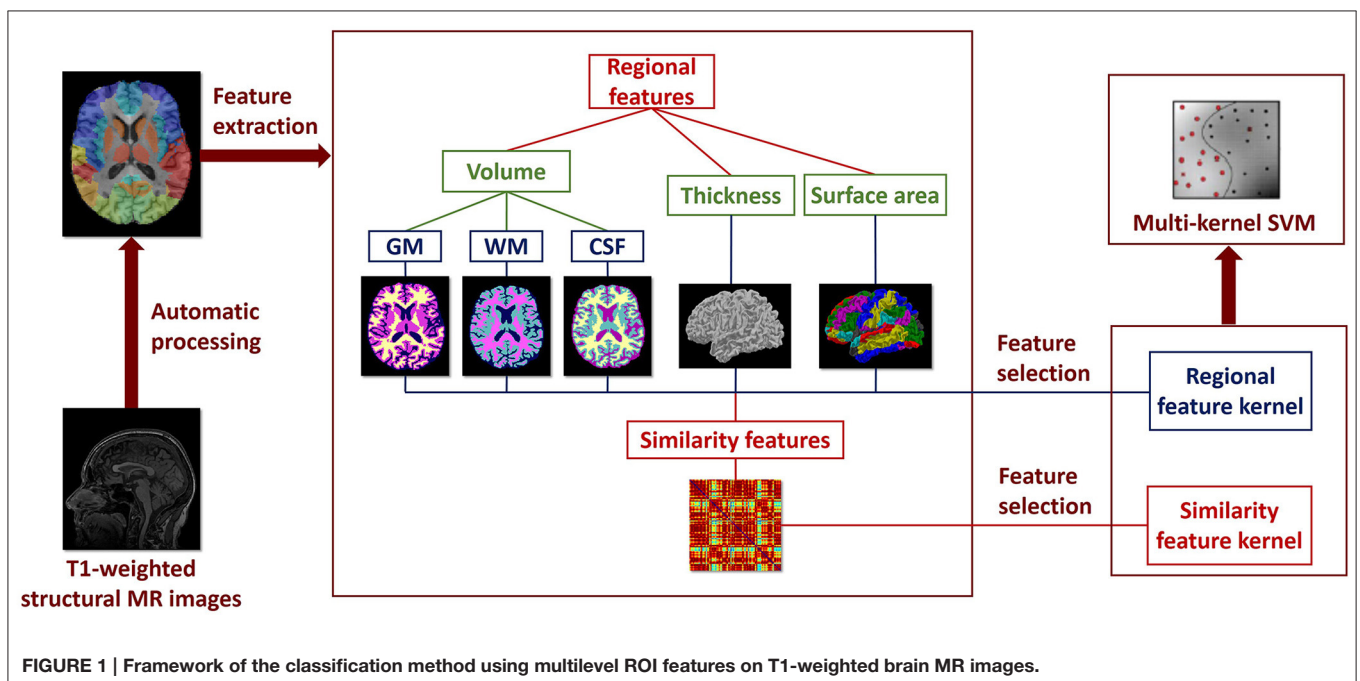 Feature
extraction
Automatic
processing
T1-weighted
structural MR images
Regional
features
Volume
Thickness
Surface area
GM
WM
CSF
Similarity features
Feature
selection
Feature
selection
Multi-kernel SVM
Regional
feature kernel
Similarity
feature kernel
FIGURE 1 | Framework of the classification method using multilevel ROI features on T1-weighted brain MR images.